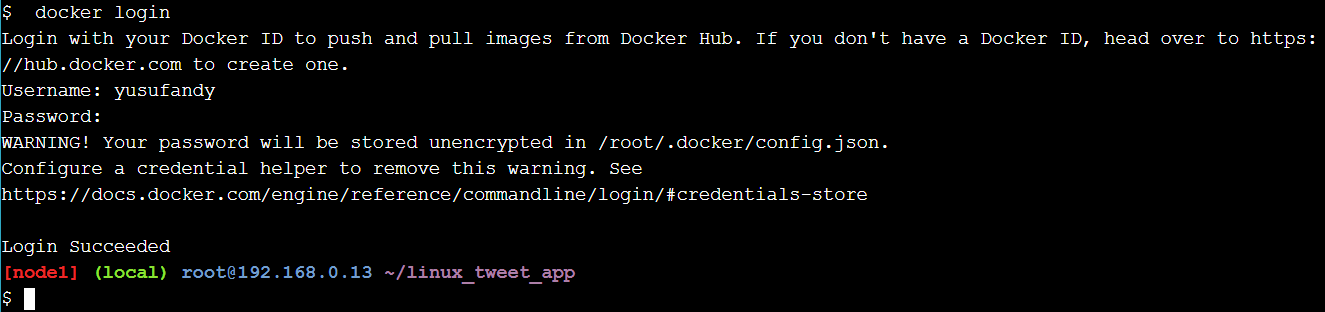 $  docker login
Login with your Docker ID to push and pull images from Docker Hub. If you don't have a Docker ID, head over to https:
//hub.docker.com to create one.
Username: yusufandy
Password:
WARNING! Your password will be stored unencrypted in /root/.docker/config.json.
Configure a credential helper to remove this warning. See
https://docs.docker.com/engine/reference/commandline/login/#credentials-store
Login Succeeded
[node1] (local) root@192.168.0.13 ~/linux_tweet_app
$